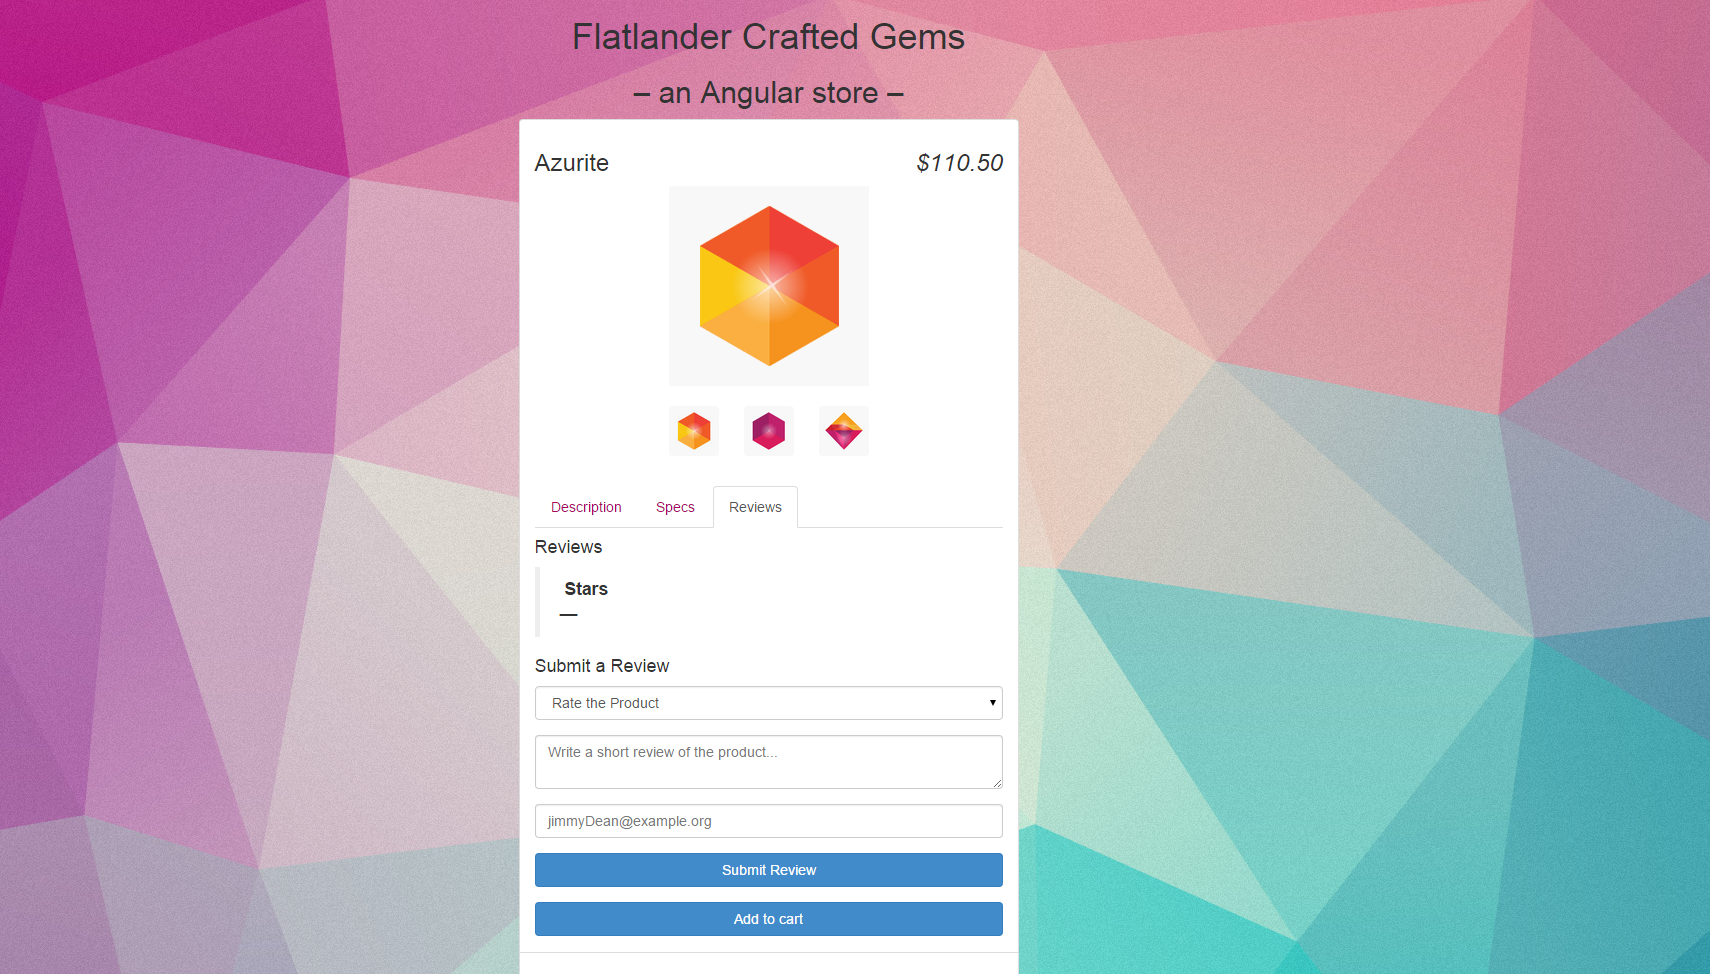 Flatlander Crafted Gems
– an Angular store –
Azurite
$110.50
Description
Specs
Reviews
Reviews
Stars
—
Submit a Review
Rate the Product
Write a short review of the product...
jimmyDean@example.org
Submit Review
Add to cart